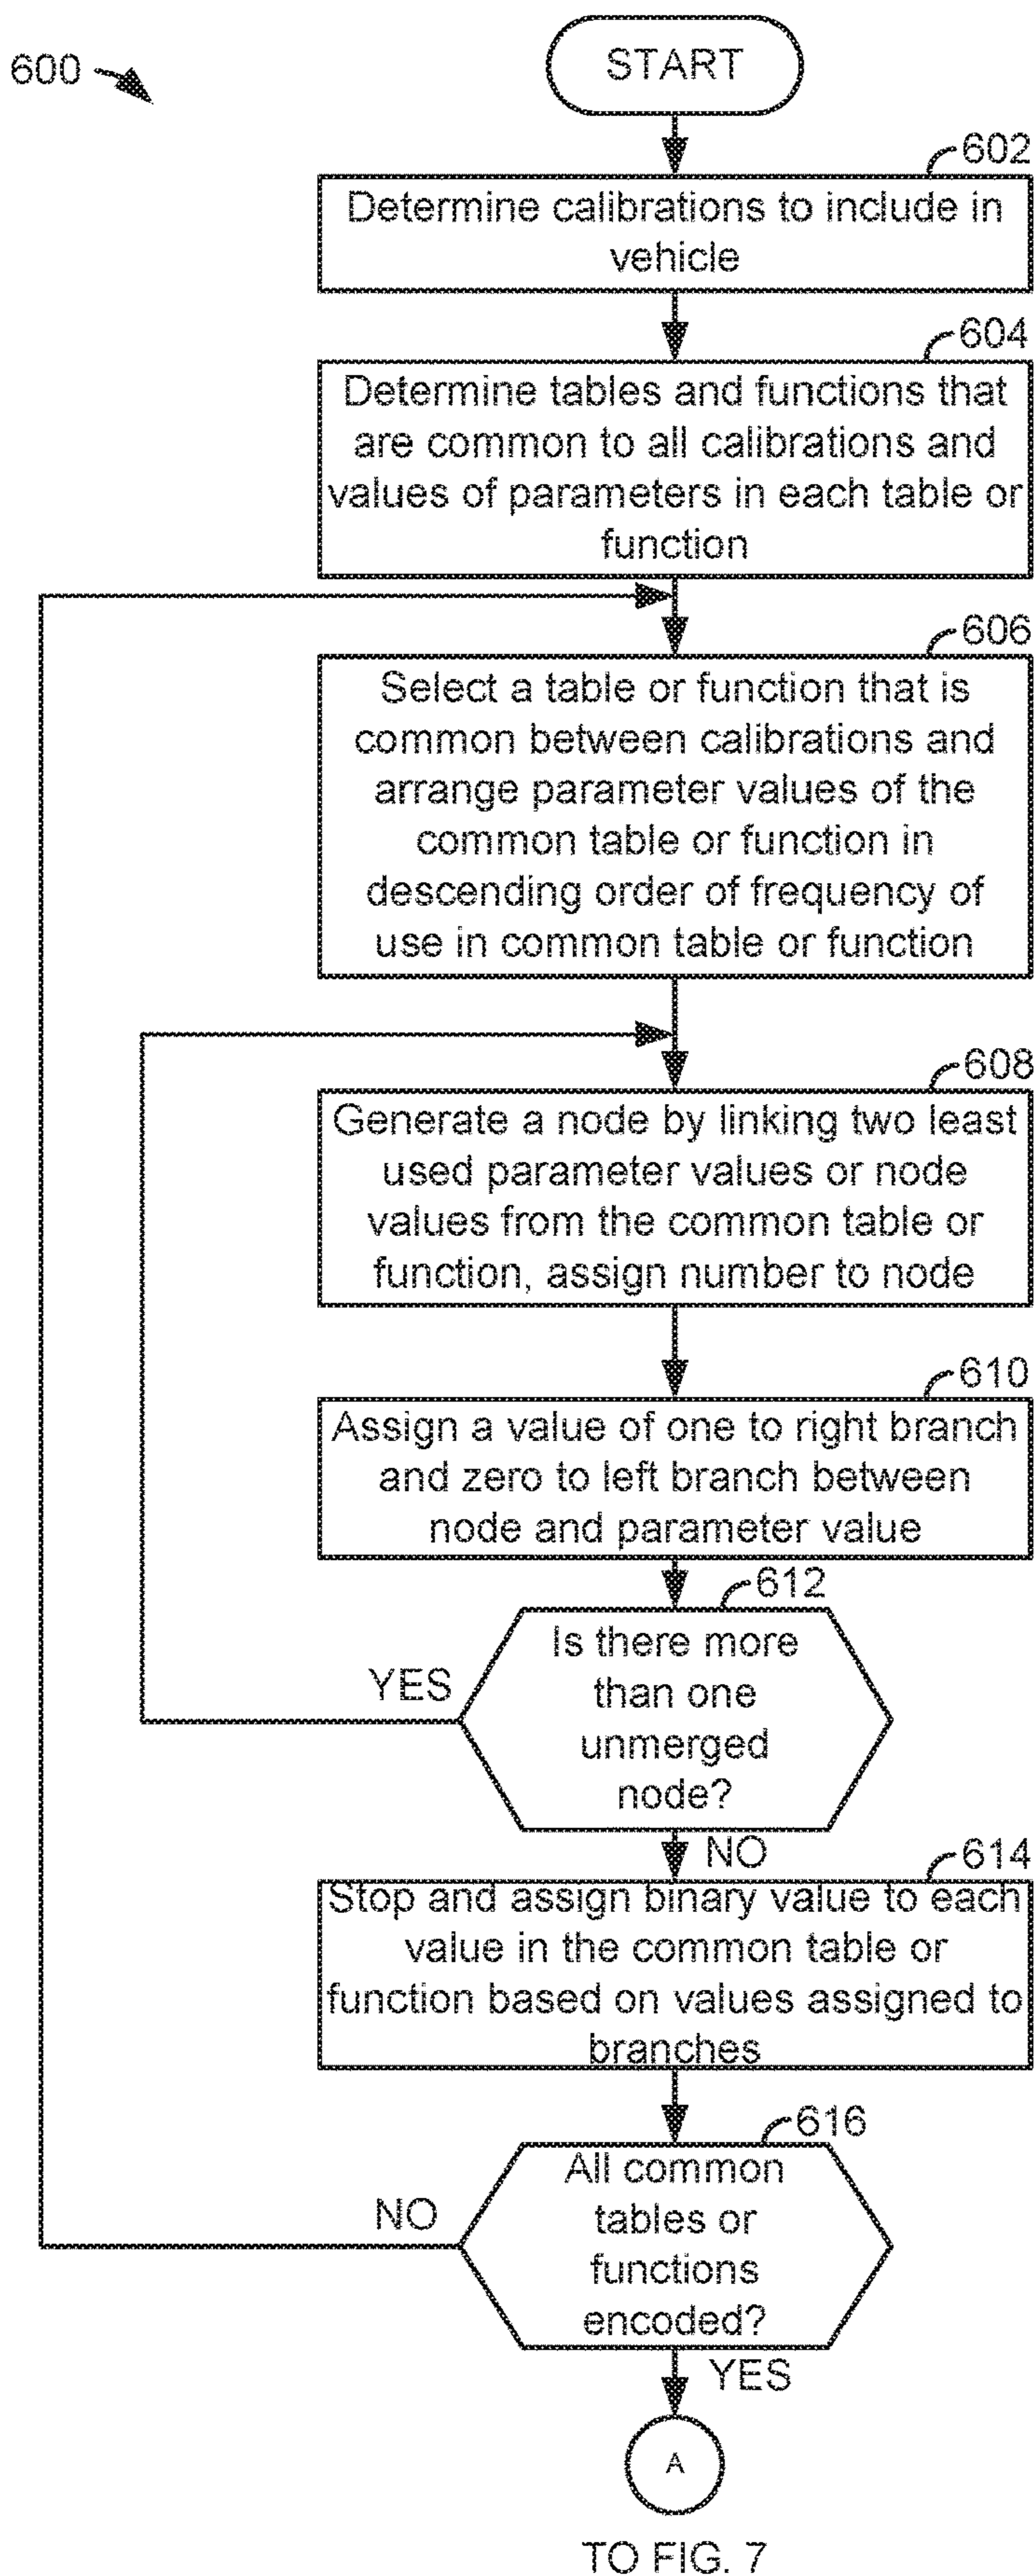 600
START
602
Determine calibrations to include in
vehicle
604
Determine tables and functions that
are common to all calibrations and
values of parameters in each table or
function
606
Select a table or function that is
common between calibrations and
arrange parameter values of the
common table or function in
descending order of frequency of
use in common table or function
608
Generate a node by linking two least
used parameter values or node
values from the common table or
function, assign number to node
610
Assign a value of one to right branch
and zero to left branch between
node and parameter value
612
Is there more
than one
unmerged
node?
YES
NO
614
Stop and assign binary value to each
value in the common table or
function based on values assigned to
branches
616
All common
tables or
functions
encoded?
NO
YES
A
TO FIG. 7